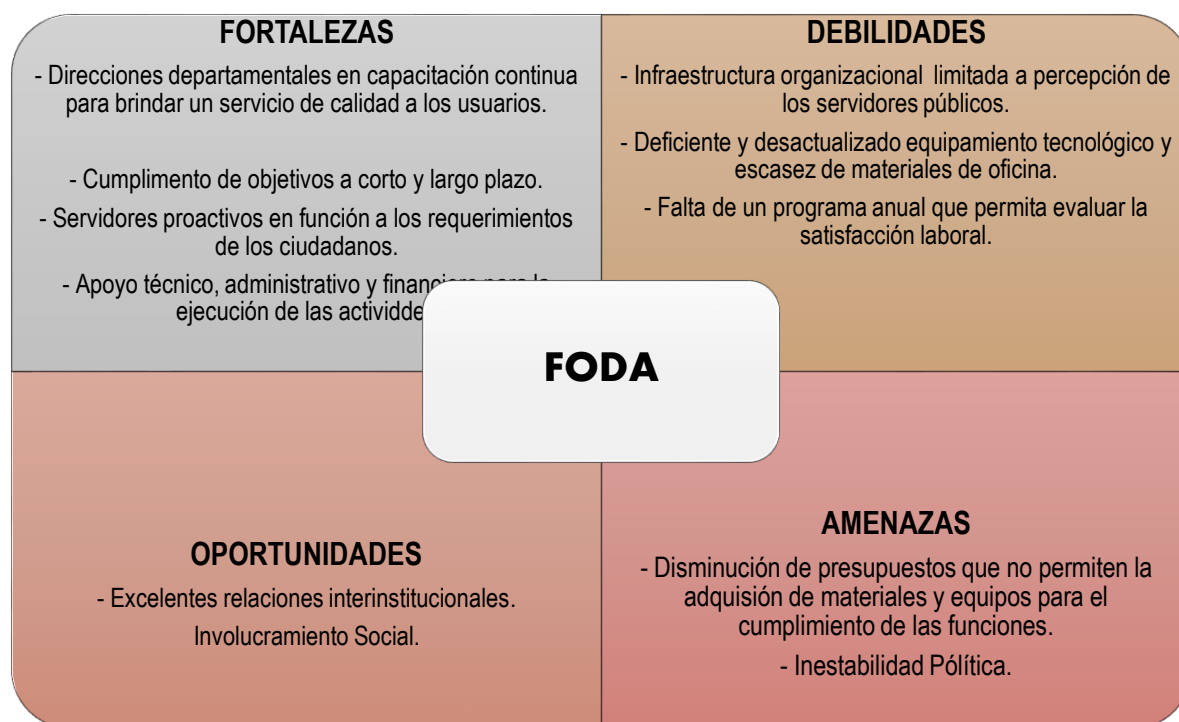 FORTALEZAS
- Direcciones departamentales en capacitación continua
para brindar un servicio de calidad a los usuarios.
- Cumplimento de objetivos a corto y largo plazo.
- Servidores proactivos en función a los requerimientos
de los ciudadanos.
- Apoyo técnico, administrativo y
ejecución de las
DEBILIDADES
- Infraestructura organizacional limitada a percepción de
los servidores públicos.
- Deficiente y desactualizado equipamiento tecnológico y
escasez de materiales de oficina.
- Falta de un programa anual que permita evaluar la
satisfacción laboral.
FODA
OPORTUNIDADES
- Excelentes relaciones interinstitucionales.
Involucramiento Social.
AMENAZAS
- Disminución de presupuestos que no permiten la
adquisición de materiales y equipos para el
cumplimiento de las funciones.
- Inestabilidad Pólítica.